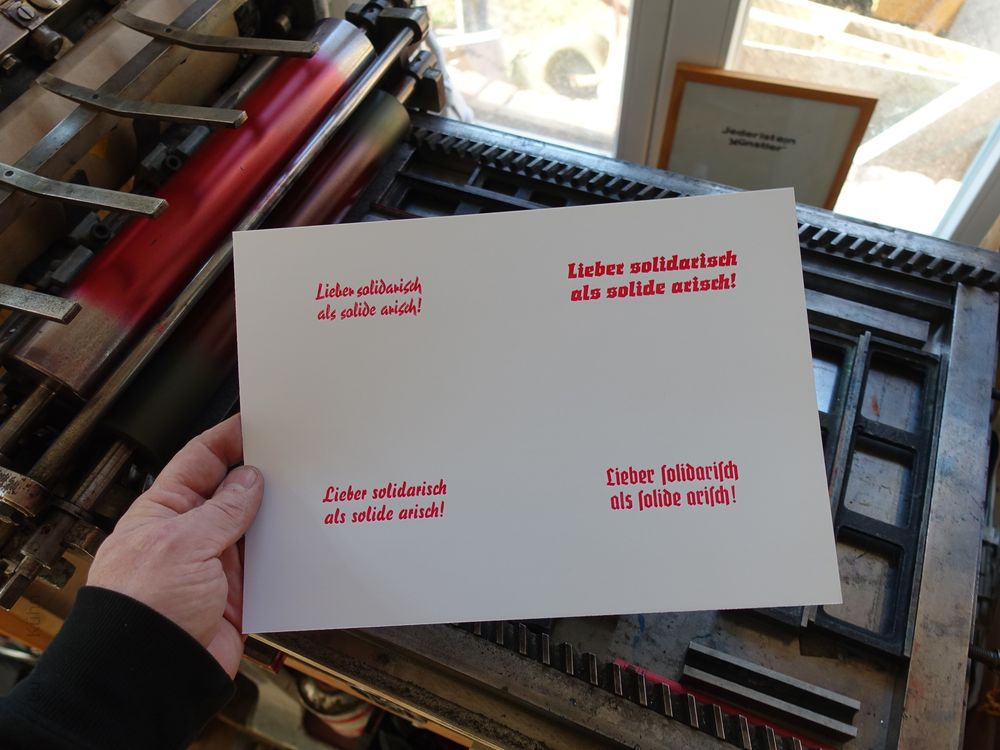 Jeder ist ein
Künstler
Lieber solidarisch
als solide arisch!
Lieber solidarisch
als solide arisch!
Lieber solidarisch
als solide arisch!
Lieber ſolidariſch
als ſolide ariſch!